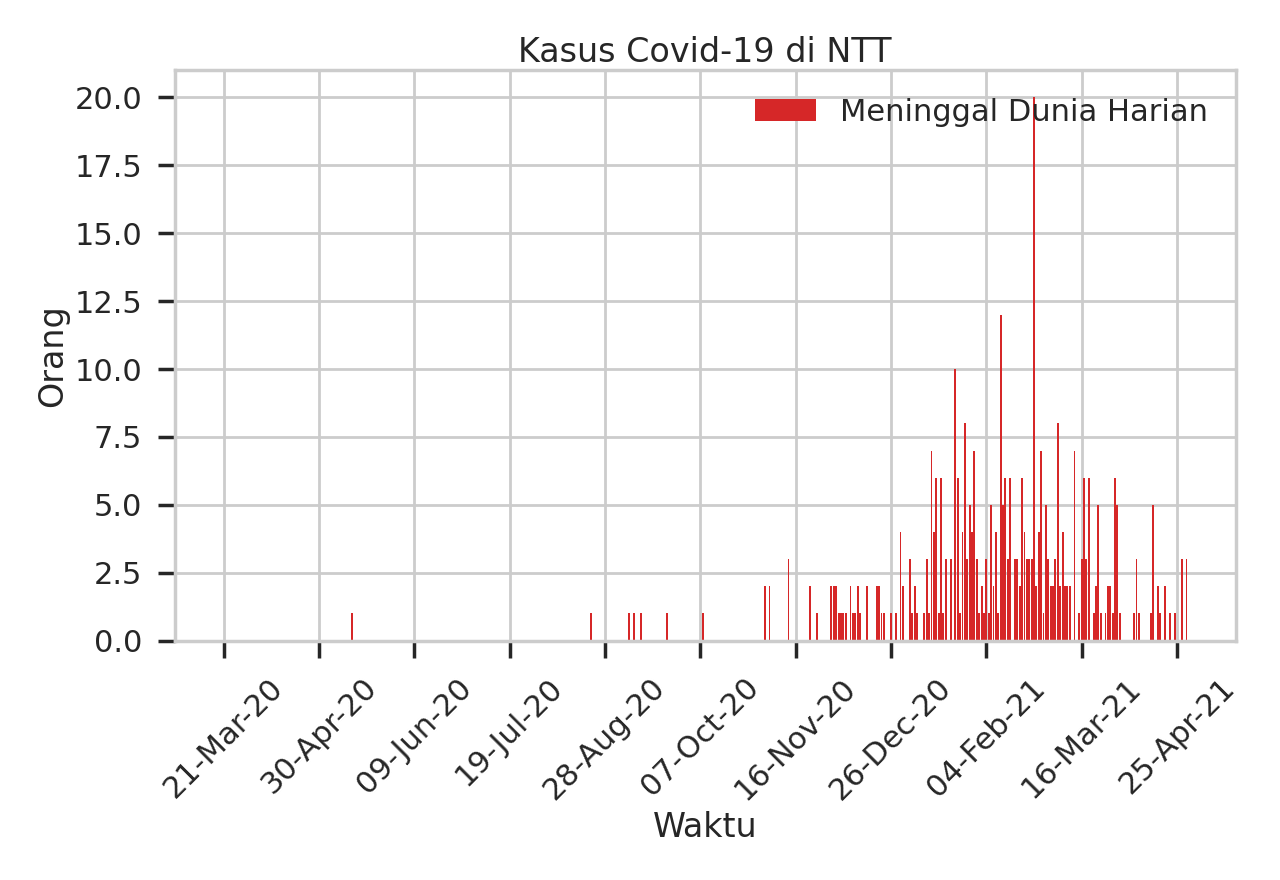 Kasus Covid-19 di NTT
Meninggal Dunia Harian
Orang
20.0
17.5
15.0
12.5
10.0
7.5
5.0
2.5
0.0
21-Mar-20
30-Apr-20
09-Jun-20
19-Jul-20
28-Aug-20
07-Oct-20
16-Nov-20
26-Dec-20
04-Feb-21
16-Mar-21
25-Apr-21
Waktu